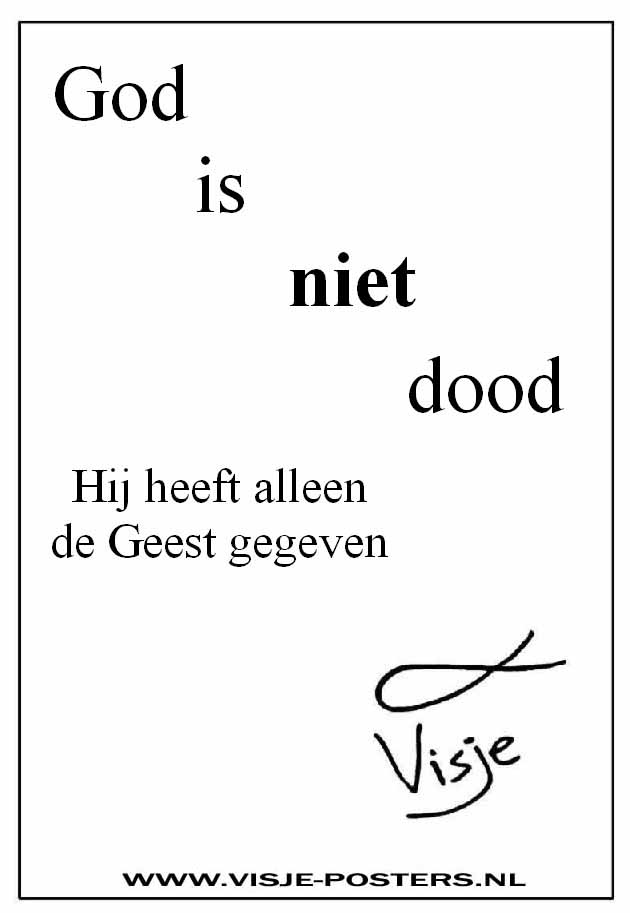 God
is
niet
dood
Hij heeft alleen
de Geest gegeven
Visje
WWW.VISJE-POSTERS.NL